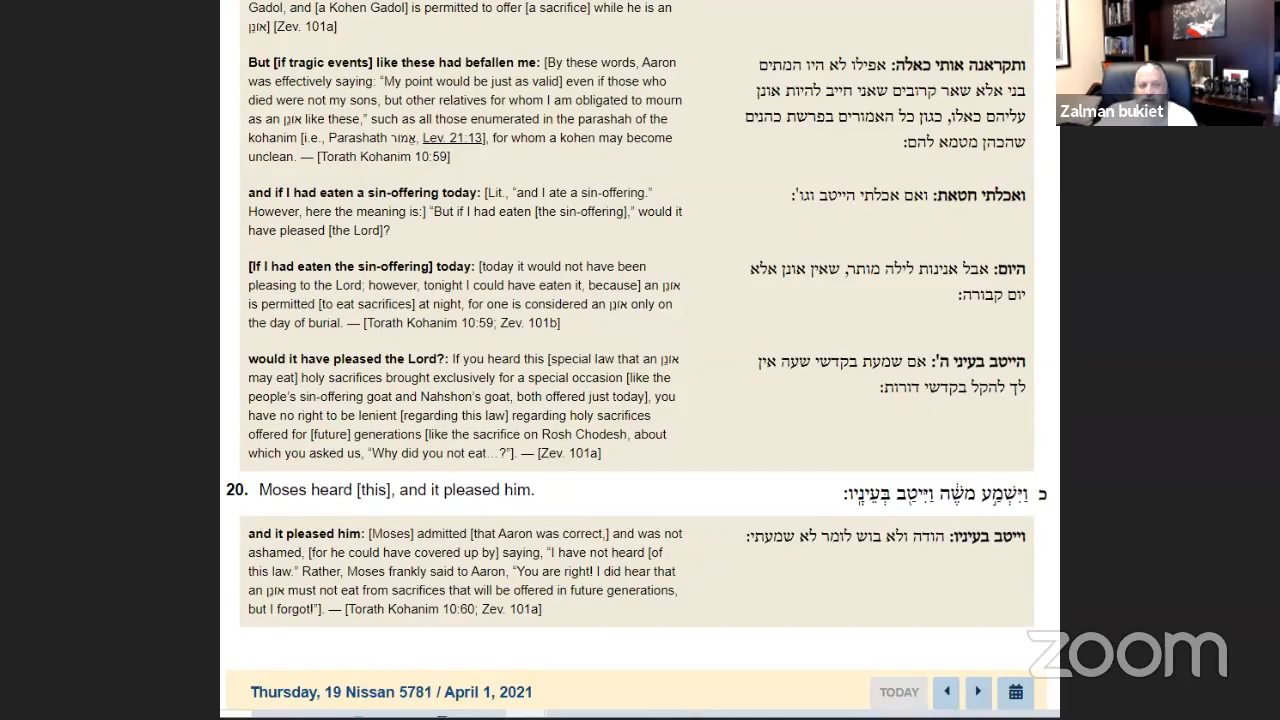 Gadol, and [a Kohen Gadol] is permitted to offer [a sacrifice] while he is an
אוֹנֵן] [Zev. 101a]
But [if tragic events] like these had befallen me: [By these words, Aaron
was effectively saying: “My point would be just as valid] even if those who
died were not my sons, but other relatives for whom I am obligated to mourn
as an אוֹנֵן like these,” such as all those enumerated in the parashah of the
kohanim [i.e., Parashath אֱמֹר, Lev. 21:13], for whom a kohen may become
unclean. — [Torath Kohanim 10:59]
ותקראנה אותי כאלה: אפילו לא היו המתים
בני אלא שאר קרובים שאני חייב להיות אונן
עליהם כאלו, כגון כל האמורים בפרשת כהנים
שהכהן מטמא להם:
and if I had eaten a sin-offering today: [Lit., “and I ate a sin-offering.”
However, here the meaning is:] “But if I had eaten [the sin-offering],” would it
have pleased [the Lord]?
ואכלתי חטאת: ואם אכלתי הייטב וגו':
[If I had eaten the sin-offering] today: [today it would not have been
pleasing to the Lord; however, tonight I could have eaten it, because] an אוֹנֵן
is permitted [to eat sacrifices] at night, for one is considered an אוֹנֵן only on
the day of burial. — [Torath Kohanim 10:59; Zev. 101b]
היום: אבל אנינות לילה מותר, שאין אונן אלא
יום קבורה:
would it have pleased the Lord?: If you heard this [special law that an אוֹנֵן
may eat] holy sacrifices brought exclusively for a special occasion [like the
people’s sin-offering goat and Nahshon’s goat, both offered just today], you
have no right to be lenient [regarding this law] regarding holy sacrifices
offered for [future] generations [like the sacrifice on Rosh Chodesh, about
which you asked us, “Why did you not eat…?”]. — [Zev. 101a]
הייטב בעיני ה': אם שמעת בקדשי שעה אין
לך להקל בקדשי דורות:
20. Moses heard [this], and it pleased him.
כ וַיִּשְׁמַ֣ע משֶׁ֔ה וַיִּיטַ֖ב בְּעֵינָֽיו:
and it pleased him: [Moses] admitted [that Aaron was correct,] and was not
ashamed, [for he could have covered up by] saying, “I have not heard [of
this law.” Rather, Moses frankly said to Aaron, “You are right! I did hear that
an אוֹנֵן must not eat from sacrifices that will be offered in future generations,
but I forgot!”]. — [Torath Kohanim 10:60; Zev. 101a]
וייטב בעיניו: הודה ולא בוש לומר לא שמעתי:
Thursday, 19 Nissan 5781 / April 1, 2021
TODAY
Zalman bukiet
zoom